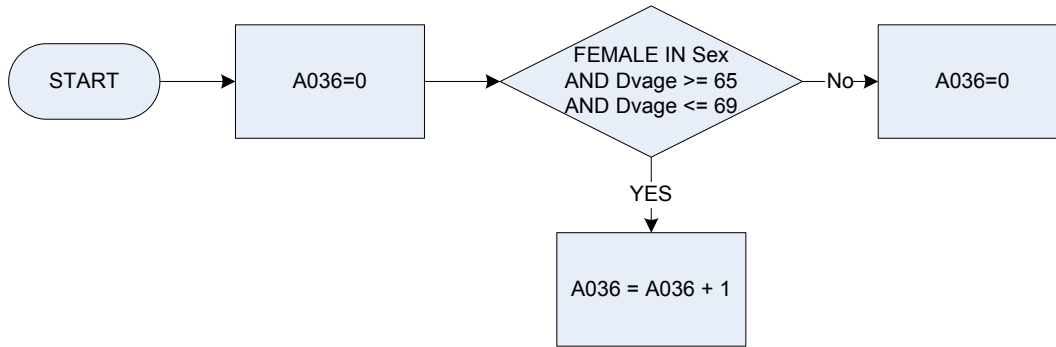 START
A036=0
FEMALE IN Sex
AND Dvage >= 65
AND Dvage <= 69
No
A036=0
YES
A036 = A036 + 1